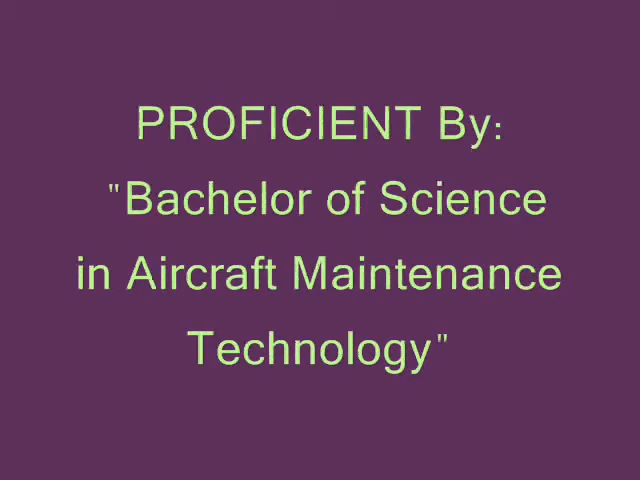 PROFICIENT By:
"Bachelor of Science
in Aircraft Maintenance
Technology"